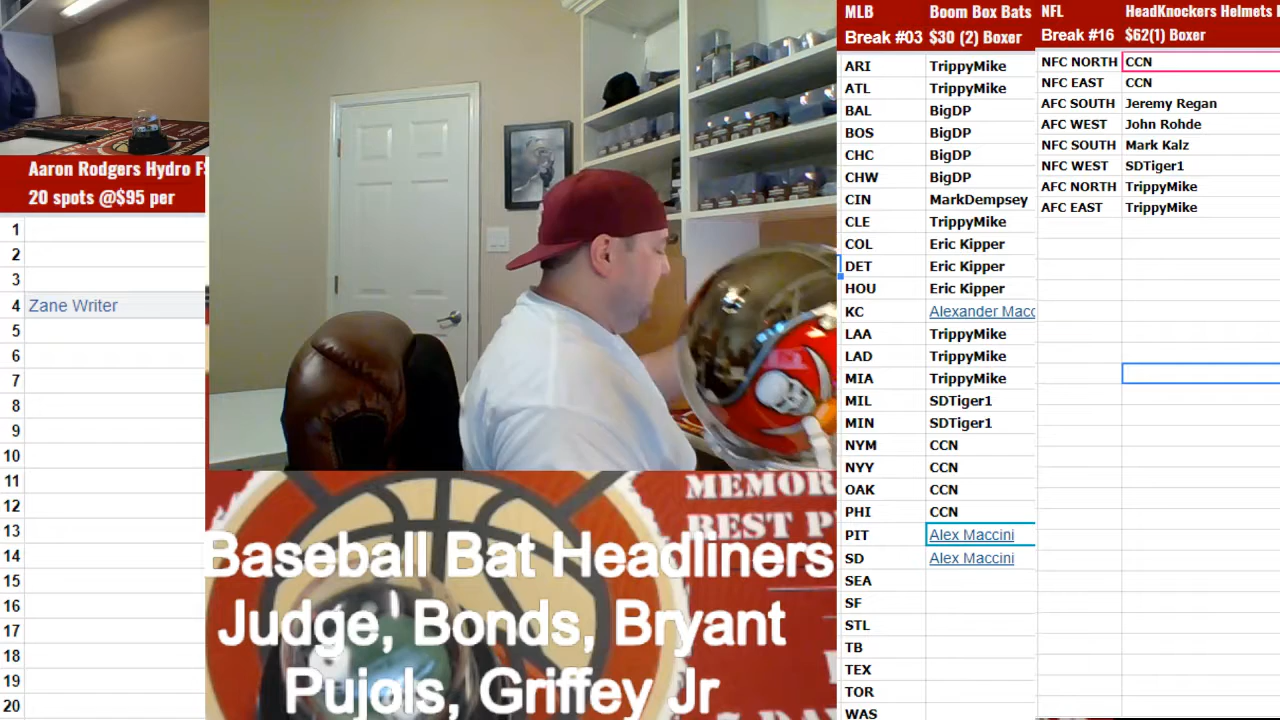 Aaron Rodgers Hydro F
20 spots @$95 per
1
2
3
4 Zane Writer
5
6
7
8
9
10
11
12
13
14
15
16
17
18
19
20
MEMOR
REST P
Baseball Bat Headliners
Judge, Bonds, Bryant
Pujols, Griffey Jr
MLB Boom Box Bats
Break #03 $30 (2) Boxer
ARI TrippyMike
ATL TrippyMike
BAL BigDP
BOS BigDP
CHC BigDP
CHW BigDP
CIN MarkDempsey
CLE TrippyMike
COL Eric Kipper
DET Eric Kipper
HOU Eric Kipper
KC Alexander Macc
LAA TrippyMike
LAD TrippyMike
MIA TrippyMike
MIL SDTiger1
MIN SDTiger1
NYM CCN
NYY CCN
OAK CCN
PHI CCN
PIT Alex Maccini
SD Alex Maccini
SEA
SF
STL
TB
TEX
TOR
WAS
NFL HeadKnockers Helmets
Break #16 $62(1) Boxer
NFC NORTH CCN
NFC EAST CCN
AFC SOUTH Jeremy Regan
AFC WEST John Rohde
NFC SOUTH Mark Kalz
NFC WEST SDTiger1
AFC NORTH TrippyMike
AFC EAST TrippyMike